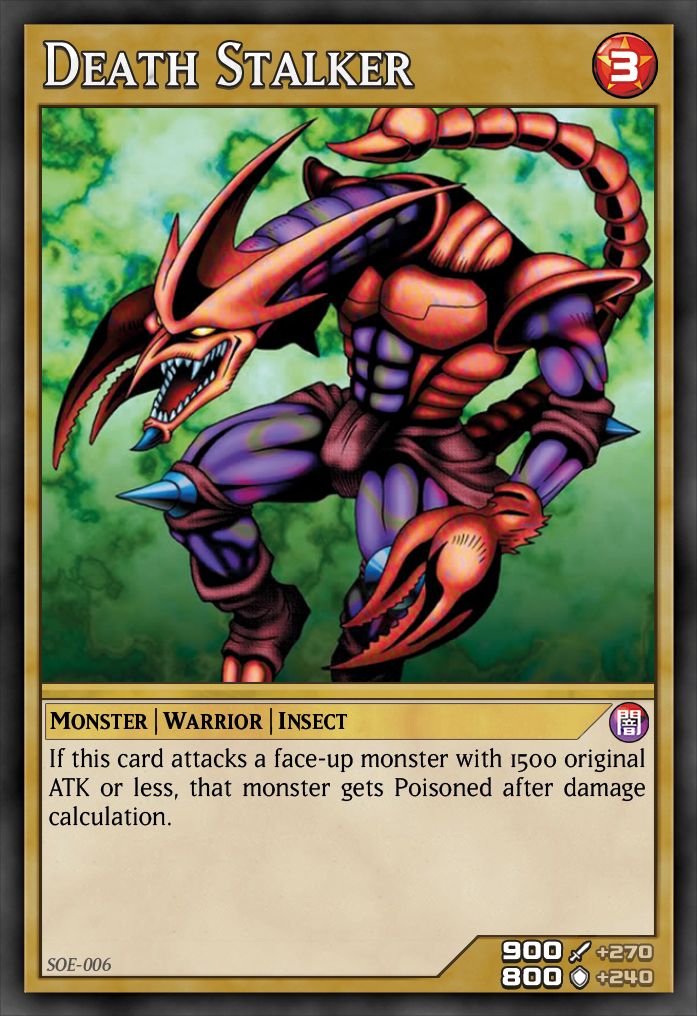 DEATH STALKER 3
MONSTER | WARRIOR | INSECT 闇
If this card attacks a face-up monster with 1500 original
ATK or less, that monster gets Poisoned after damage
calculation.
900 +270
SOE-006
800 +240